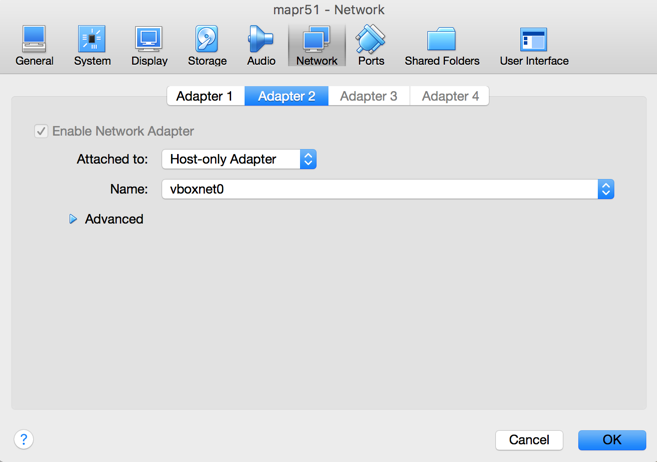 mapr51 - Network
General System Display Storage Audio Network Ports Shared Folders User Interface
Adapter 1 Adapter 2 Adapter 3 Adapter 4
Enable Network Adapter
Attached to: Host-only Adapter
Name: vboxnet0
Advanced
? Cancel OK